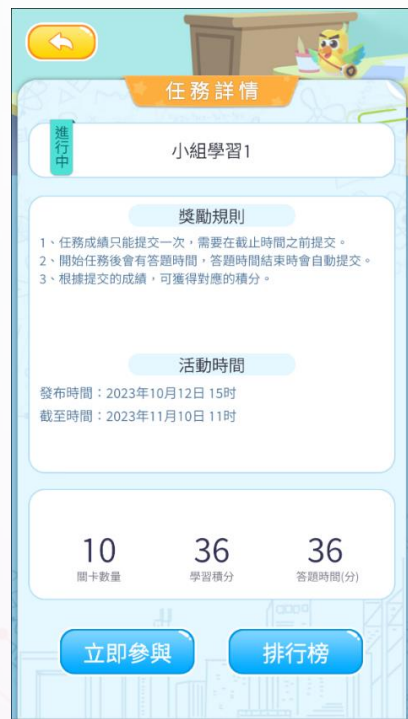 任務詳情
進行中
小組學習1
獎勵規則
1、任務成績只能提交一次，需要在截止時間之前提交。
2、開始任務後會有答題時間，答題時間結束時會自動提交。
3、根據提交的成績，可獲得對應的積分。
活動時間
發布時間：2023年10月12日 15时
截至時間：2023年11月10日 11时
10 36 36
關卡數量 學習積分 答題時間(分)
立即參與 排行榜